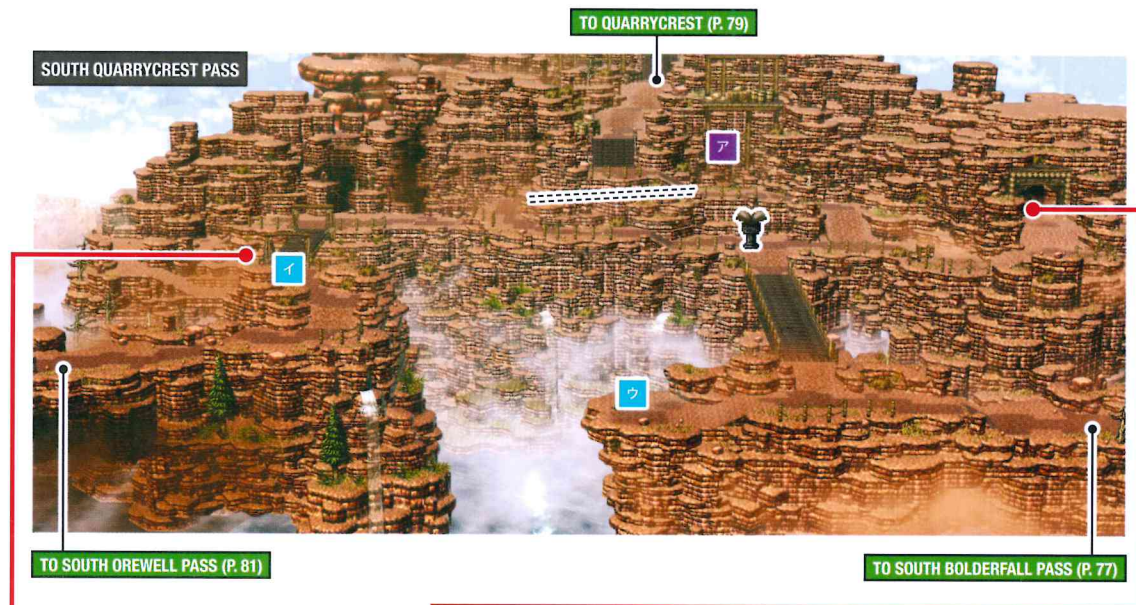 TO QUARRYCREST (P. 79)
SOUTH QUARRYCREST PASS
ア
イ
ウ
TO SOUTH OREWELL PASS (P. 81)
TO SOUTH BOLDERFALL PASS (P. 77)